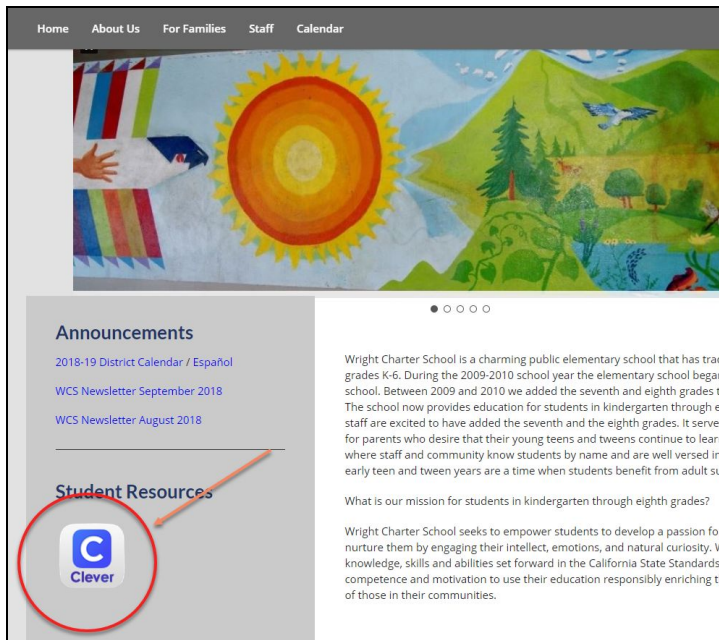 Home About Us For Families Staff Calendar
Announcements
2018-19 District Calendar / Español
WCS Newsletter September 2018
WCS Newsletter August 2018
Student Resources
C
Clever
Wright Charter School is a charming public elementary school that has
grades K-6. During the 2009-2010 school year the elementary school
school. Between 2009 and 2010 we added the seventh and eighth grades
The school now provides education for students in kindergarten through
staff are excited to have added the seventh and the eighth grades. It
for parents who desire that their young teens and tweens continue to
where staff and community know students by name and are well versed
early teen and tween years are a time when students benefit from adult
What is our mission for students in kindergarten through eighth grades?
Wright Charter School seeks to empower students to develop a passion
nurture them by engaging their intellect, emotions, and natural curiosity.
knowledge, skills and abilities set forward in the California State Standards
competence and motivation to use their education responsibly enriching
of those in their communities.